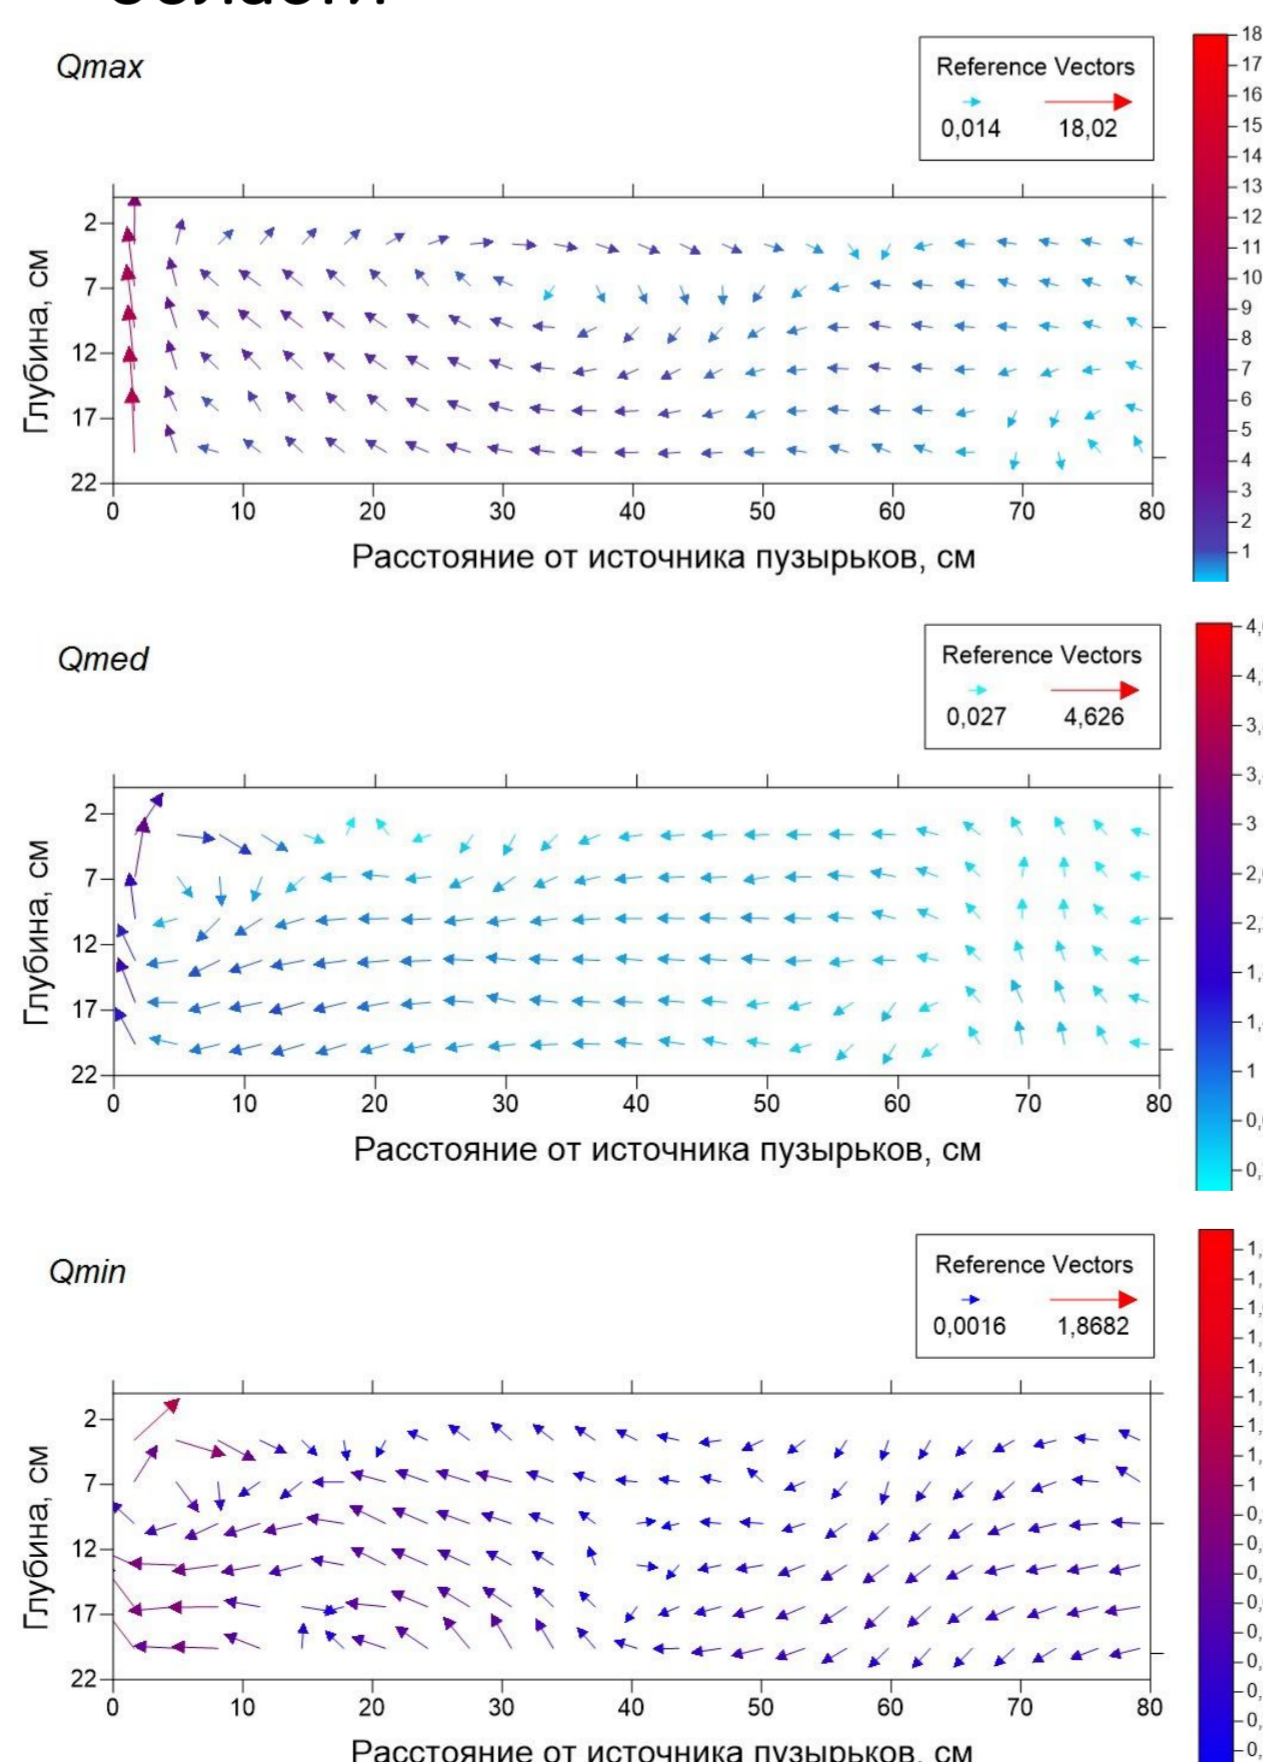 Qmax
Reference Vectors
0,014 18,02
18
17
16
15
14
13
12
11
10
9
8
7
6
5
4
3
2
1
Глубина, см
2
7
12
17
22
0 10 20 30 40 50 60 70 80
Расстояние от источника пузырьков, см
Qmed
Reference Vectors
0,027 4,626
3
1
Глубина, см
2
7
12
17
22
0 10 20 30 40 50 60 70 80
Расстояние от источника пузырьков, см
Qmin
Reference Vectors
0,0016 1,8682
1
Глубина, см
2
7
12
17
22
0 10 20 30 40 50 60 70 80
Расстояние от источника пузырьков, см